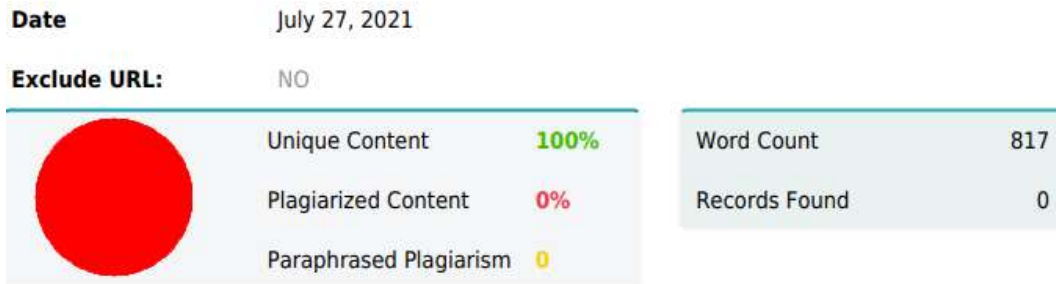 Date July 27, 2021
Exclude URL: NO
Unique Content 100%
Plagiarized Content 0%
Paraphrased Plagiarism 0
Word Count 817
Records Found 0